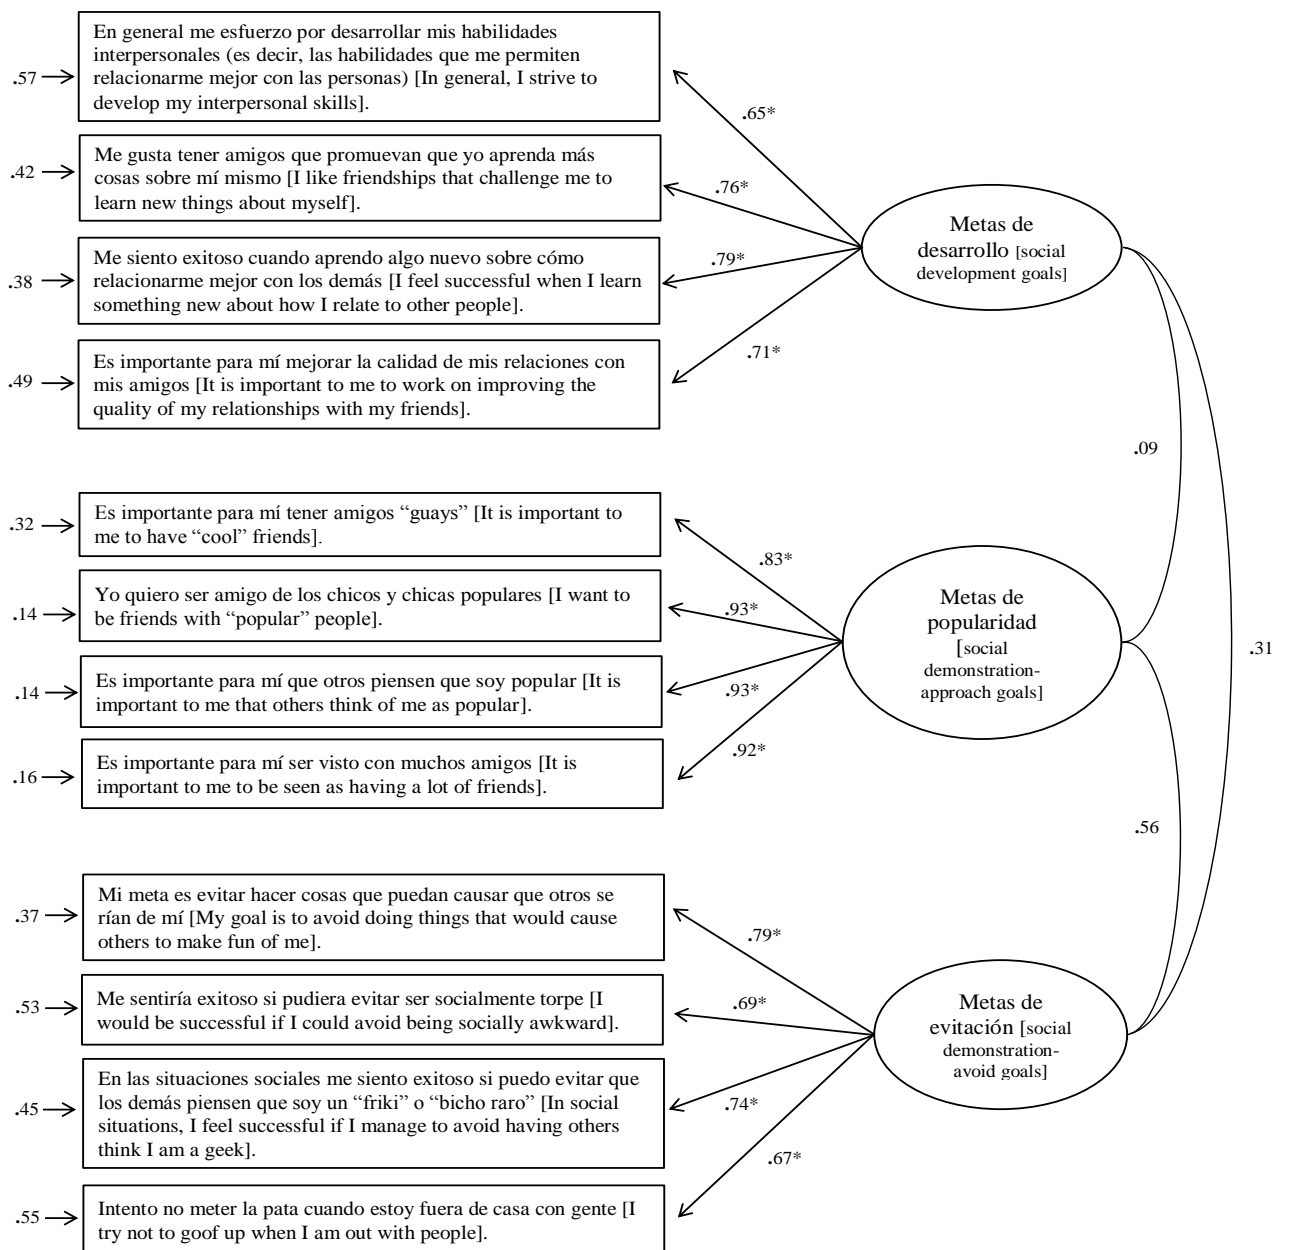 En general me esfuerzo por desarrollar mis habilidades
interpersonales (es decir, las habilidades que me permiten
relacionarme mejor con las personas) [In general, I strive to
develop my interpersonal skills].
.57
.65*
Me gusta tener amigos que promuevan que yo aprenda más
cosas sobre mí mismo [I like friendships that challenge me to
learn new things about myself].
.42
.76*
Me siento exitoso cuando aprendo algo nuevo sobre cómo
relacionarme mejor con los demás [I feel successful when I learn
something new about how I relate to other people].
.38
.79*
Es importante para mí mejorar la calidad de mis relaciones con
mis amigos [It is important to me to work on improving the
quality of my relationships with my friends].
.49
.71*
Metas de
desarrollo [social
development goals]
.09
.31
Es importante para mí tener amigos “guays” [It is important to
me to have “cool” friends].
.32
.83*
Yo quiero ser amigo de los chicos y chicas populares [I want to
be friends with “popular” people].
.14
.93*
Es importante para mí que otros piensen que soy popular [It is
important to me that others think of me as popular].
.14
.93*
Es importante para mí ser visto con muchos amigos [It is
important to me to be seen as having a lot of friends].
.16
.92*
Metas de
popularidad
[social
demonstration-
approach goals]
.56
Mi meta es evitar hacer cosas que puedan causar que otros se
rían de mí [My goal is to avoid doing things that would cause
others to make fun of me].
.37
.79*
Me sentiría exitoso si pudiera evitar ser socialmente torpe [I
would be successful if I could avoid being socially awkward].
.53
.69*
En las situaciones sociales me siento exitoso si puedo evitar que
los demás piensen que soy un “friki” o “bicho raro” [In social
situations, I feel successful if I manage to avoid having others
think I am a geek].
.45
.74*
Intento no meter la pata cuando estoy fuera de casa con gente [I
try not to goof up when I am out with people].
.55
.67*
Metas de
evitación [social
demonstration-
avoid goals]